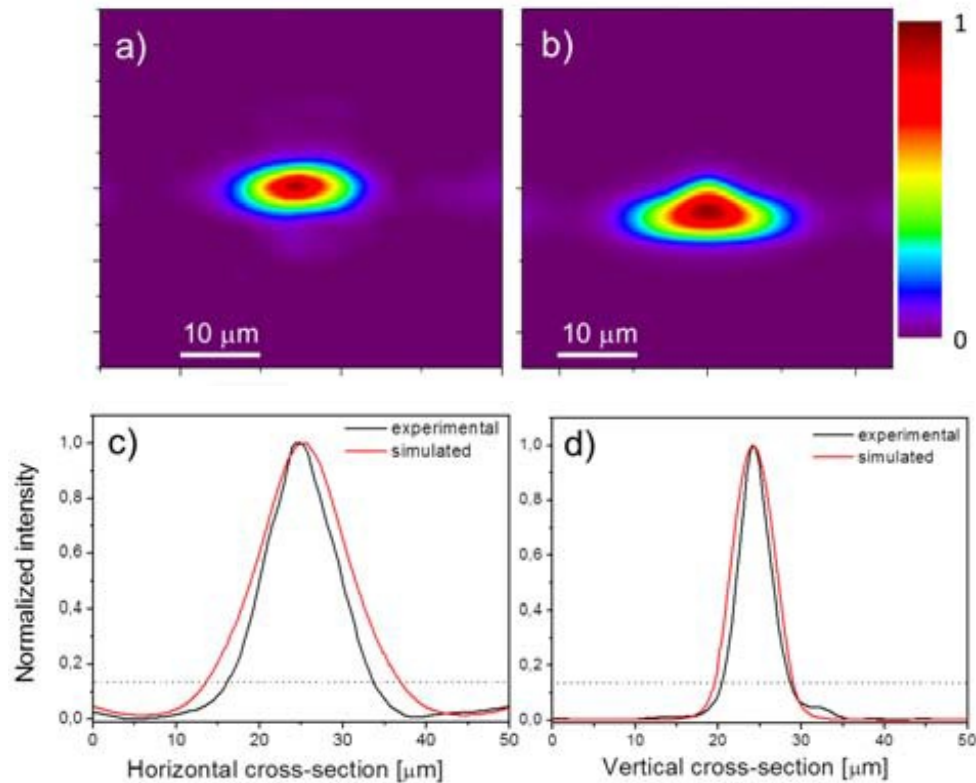 a)
10 μm
b)
10 μm
1
0
c)
experimental
simulated
1,0
0,8
0,6
0,4
0,2
0,0
0 10 20 30 40 50
Normalized intensity
Horizontal cross-section [μm]
d)
experimental
simulated
1,0
0,8
0,6
0,4
0,2
0,0
0 10 20 30 40 50
Vertical cross-section [μm]